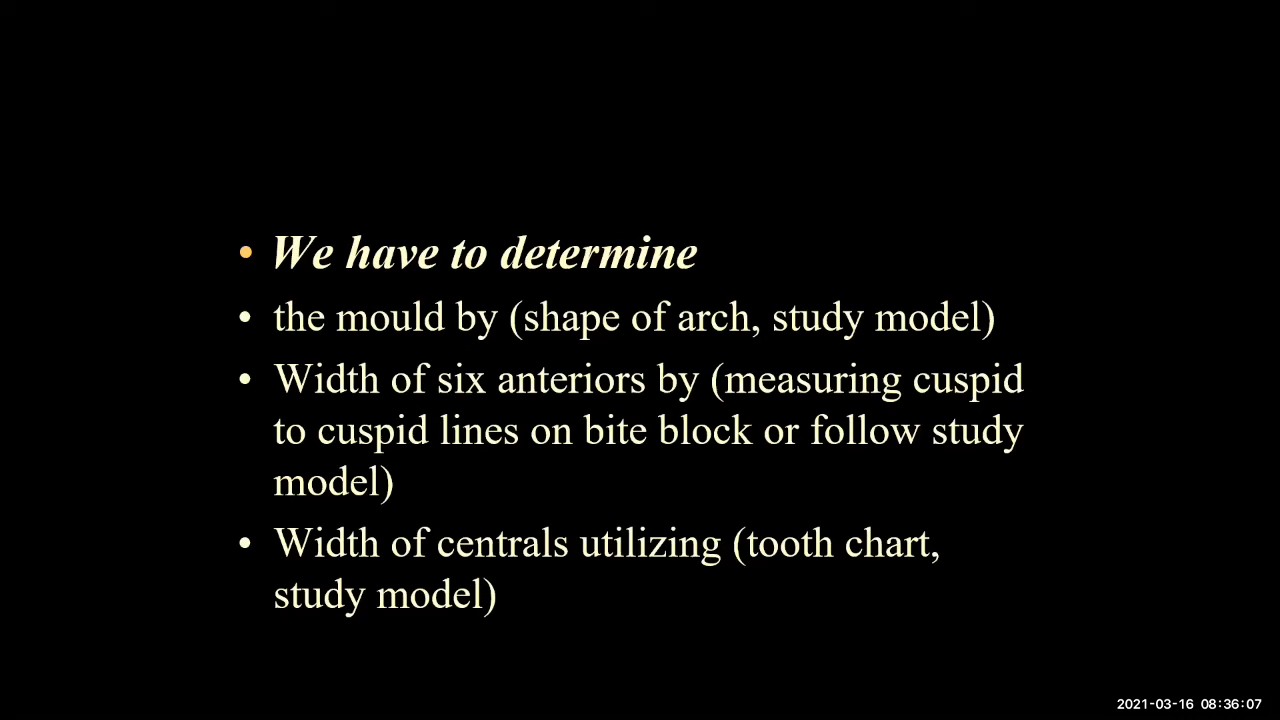 • We have to determine
• the mould by (shape of arch, study model)
• Width of six anteriors by (measuring cuspid
to cuspid lines on bite block or follow study
model)
• Width of centrals utilizing (tooth chart,
study model)
2021-03-16 08:36:07